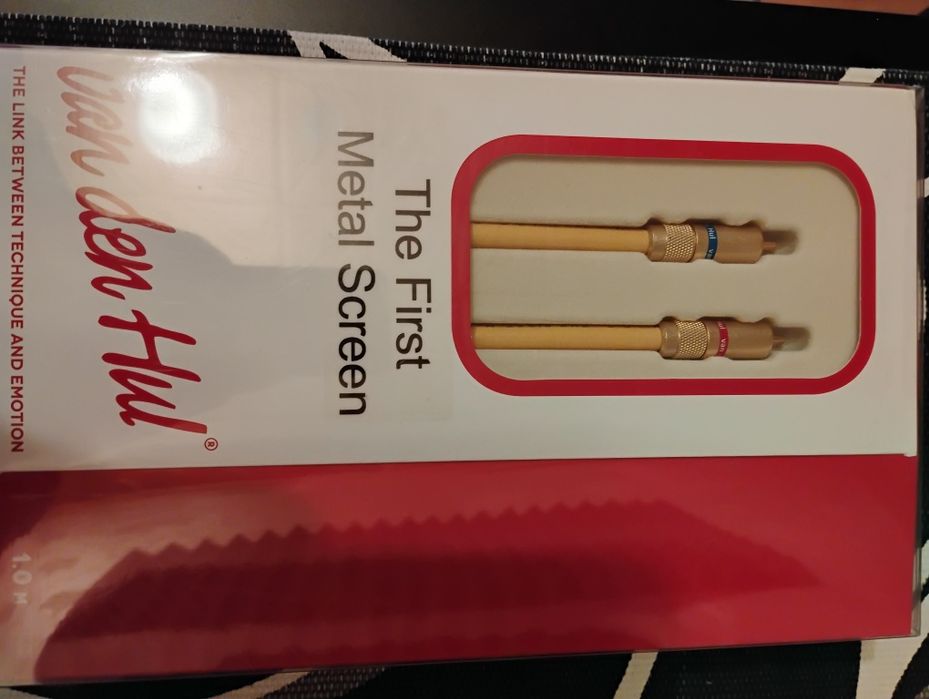 The First
Metal Screen
van den Hul®
THE LINK BETWEEN TECHNIQUE AND EMOTION
1.0 M